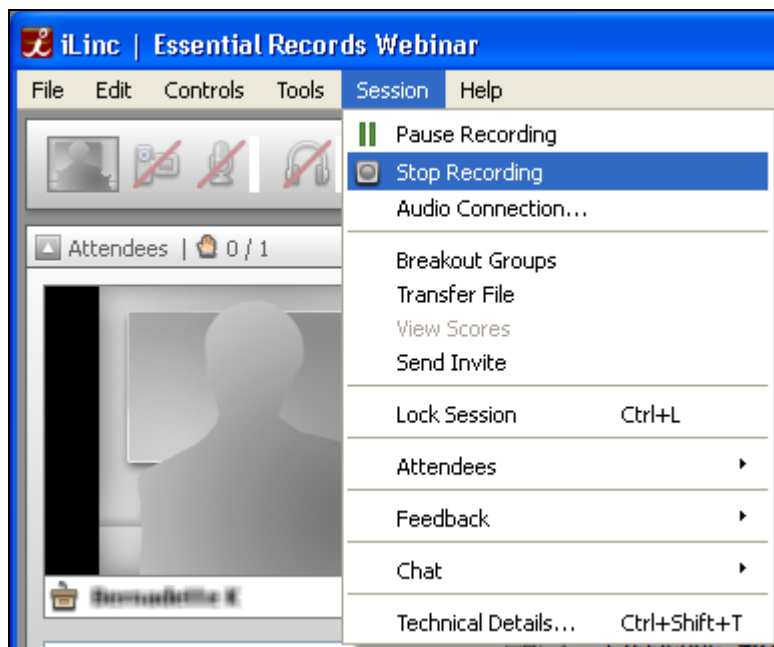 iLinc | Essential Records Webinar
File Edit Controls Tools Session Help
Pause Recording
Stop Recording
Audio Connection...
Attendees | 0 / 1
Breakout Groups
Transfer File
View Scores
Send Invite
Lock Session Ctrl+L
Attendees
Feedback
Chat
Technical Details... Ctrl+Shift+T